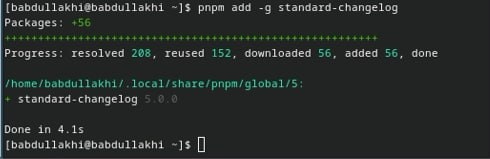 [babdullakhi@babdullakhi ~]$ pnpm add -g standard-changelog
Packages: +56
++++++++++++++++++++++++++++++++++++++++++++++++++++++++
Progress: resolved 208, reused 152, downloaded 56, added 56, done

/home/babdullakhi/.local/share/pnpm/global/5:
+ standard-changelog 5.0.0

Done in 4.1s
[babdullakhi@babdullakhi ~]$